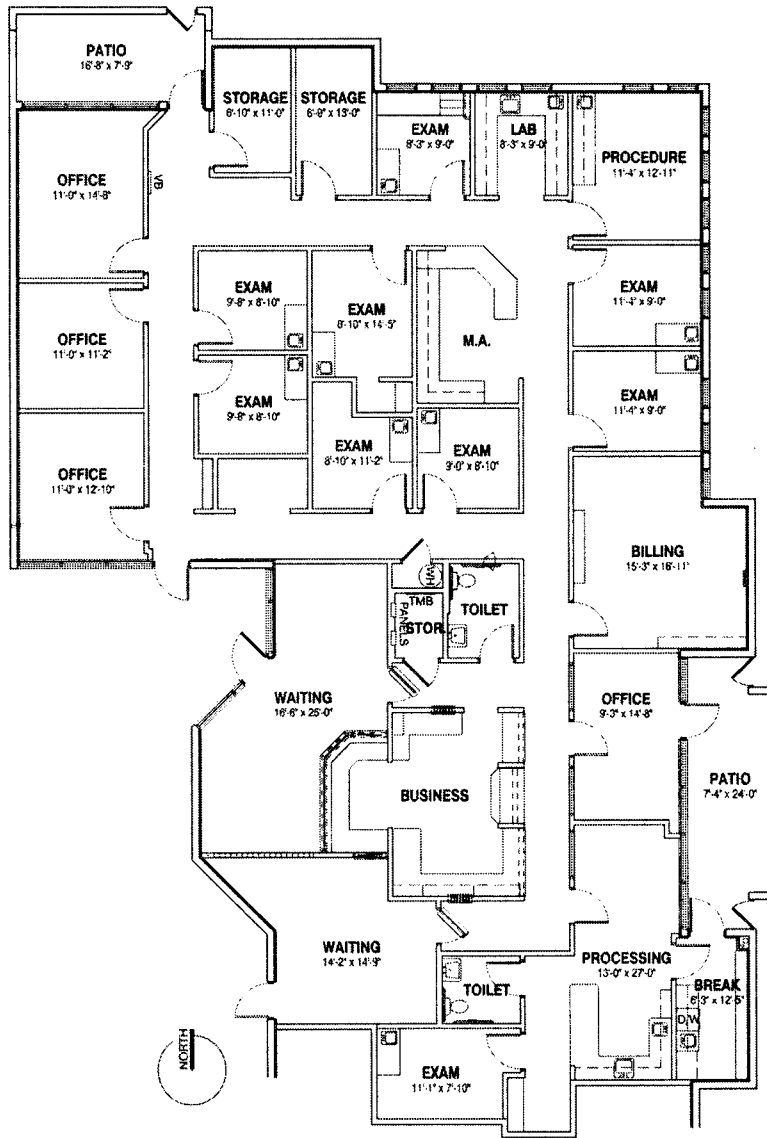 PATIO
16'-8" x 7'-9"
STORAGE
6'-10" x 11'-0"
STORAGE
6'-9" x 13'-0"
EXAM
8'-3" x 9'-0"
LAB
8'-3" x 9'-0"
PROCEDURE
11'-4" x 12'-11"
OFFICE
11'-0" x 14'-8"
VB
EXAM
9'-8" x 8'-10"
EXAM
8'-10" x 14'-5"
M.A.
EXAM
11'-4" x 9'-0"
OFFICE
11'-0" x 11'-2"
EXAM
9'-8" x 8'-10"
EXAM
11'-4" x 9'-0"
EXAM
8'-10" x 11'-2"
EXAM
9'-0" x 8'-10"
OFFICE
11'-0" x 12'-10"
BILLING
15'-3" x 16'-11"
WH
TMB
PANELS
STOR.
TOILET
WAITING
16'-6" x 25'-0"
OFFICE
9'-3" x 14'-8"
PATIO
7'-4" x 24'-0"
BUSINESS
WAITING
14'-2" x 14'-9"
TOILET
PROCESSING
13'-0" x 27'-0"
BREAK
6'-3" x 12'-5"
D.W.
NORTH
EXAM
11'-1" x 7'-10"